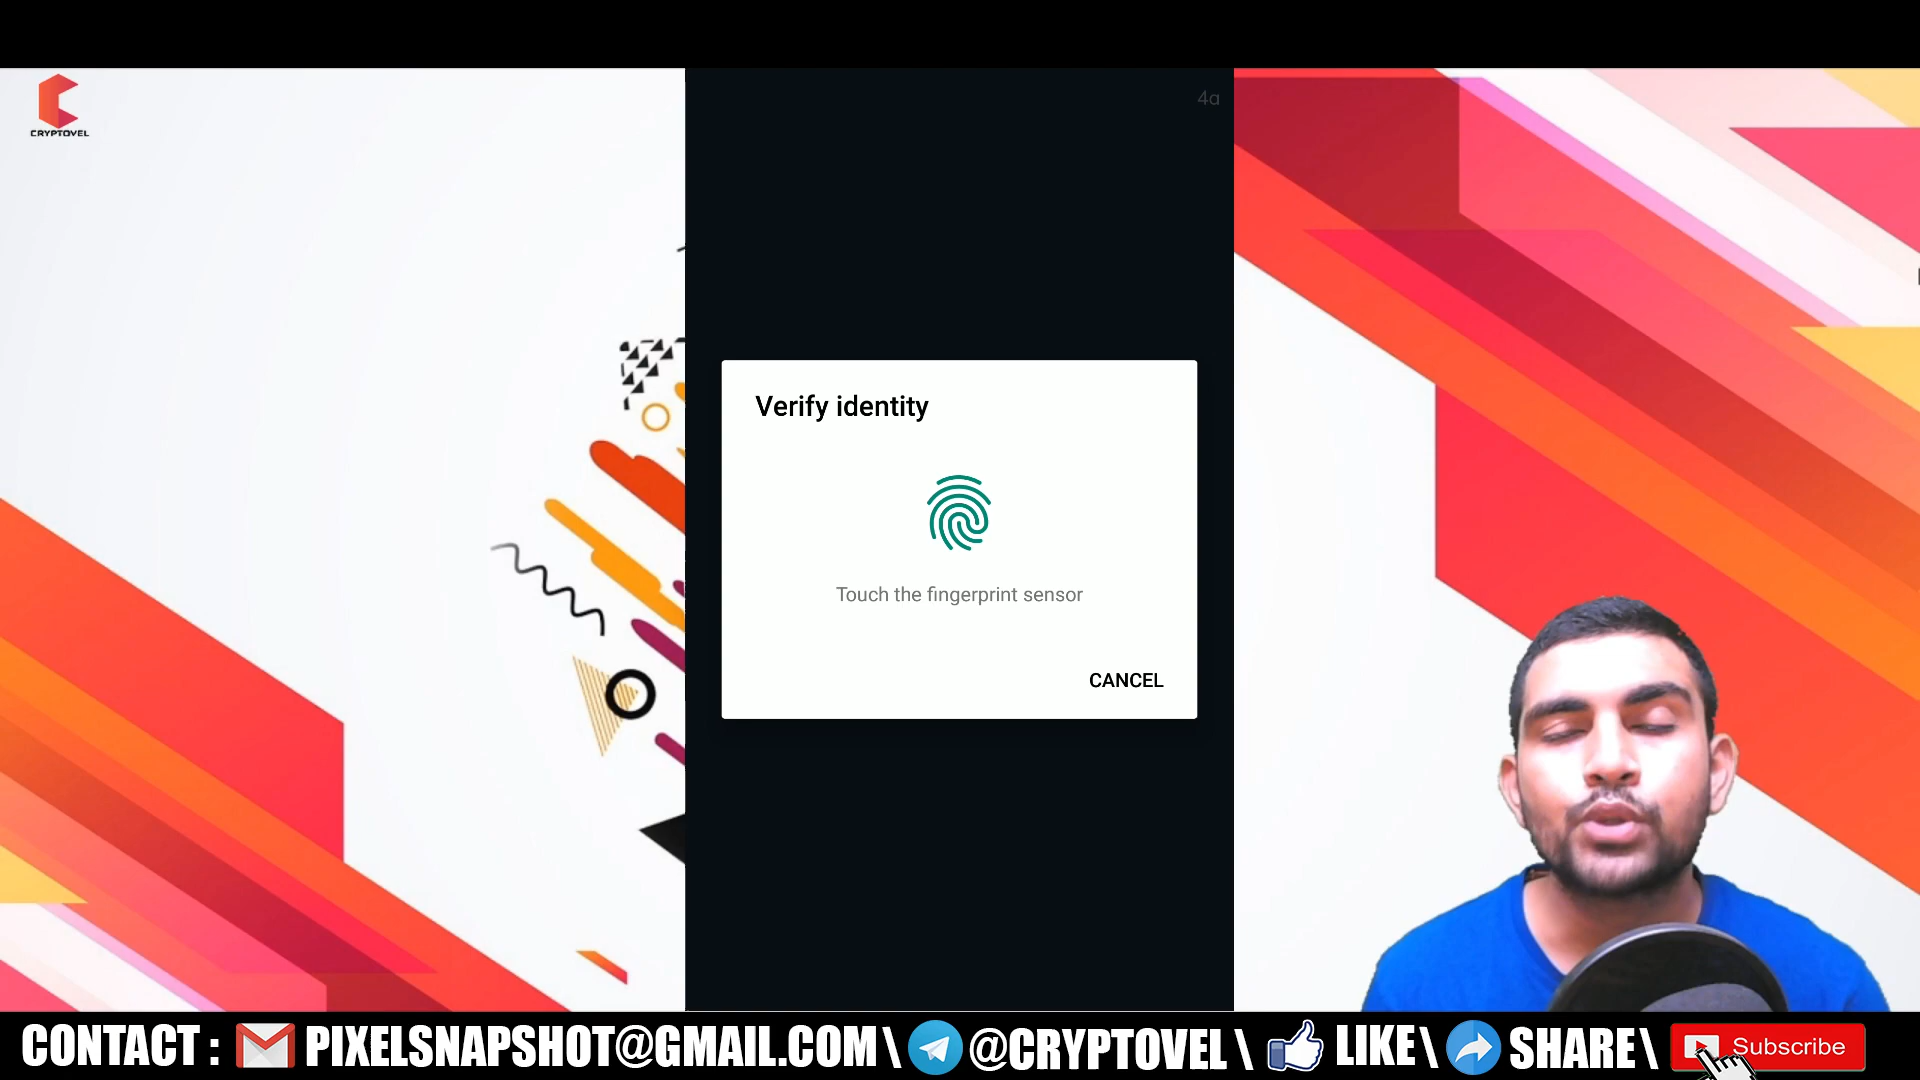 CRYPTOVEL
4a
Verify identity
Touch the fingerprint sensor
CANCEL
CONTACT : PIXELSNAPSHOT@GMAIL.COM \ @CRYPTOVEL \ LIKE \ SHARE \ Subscribe